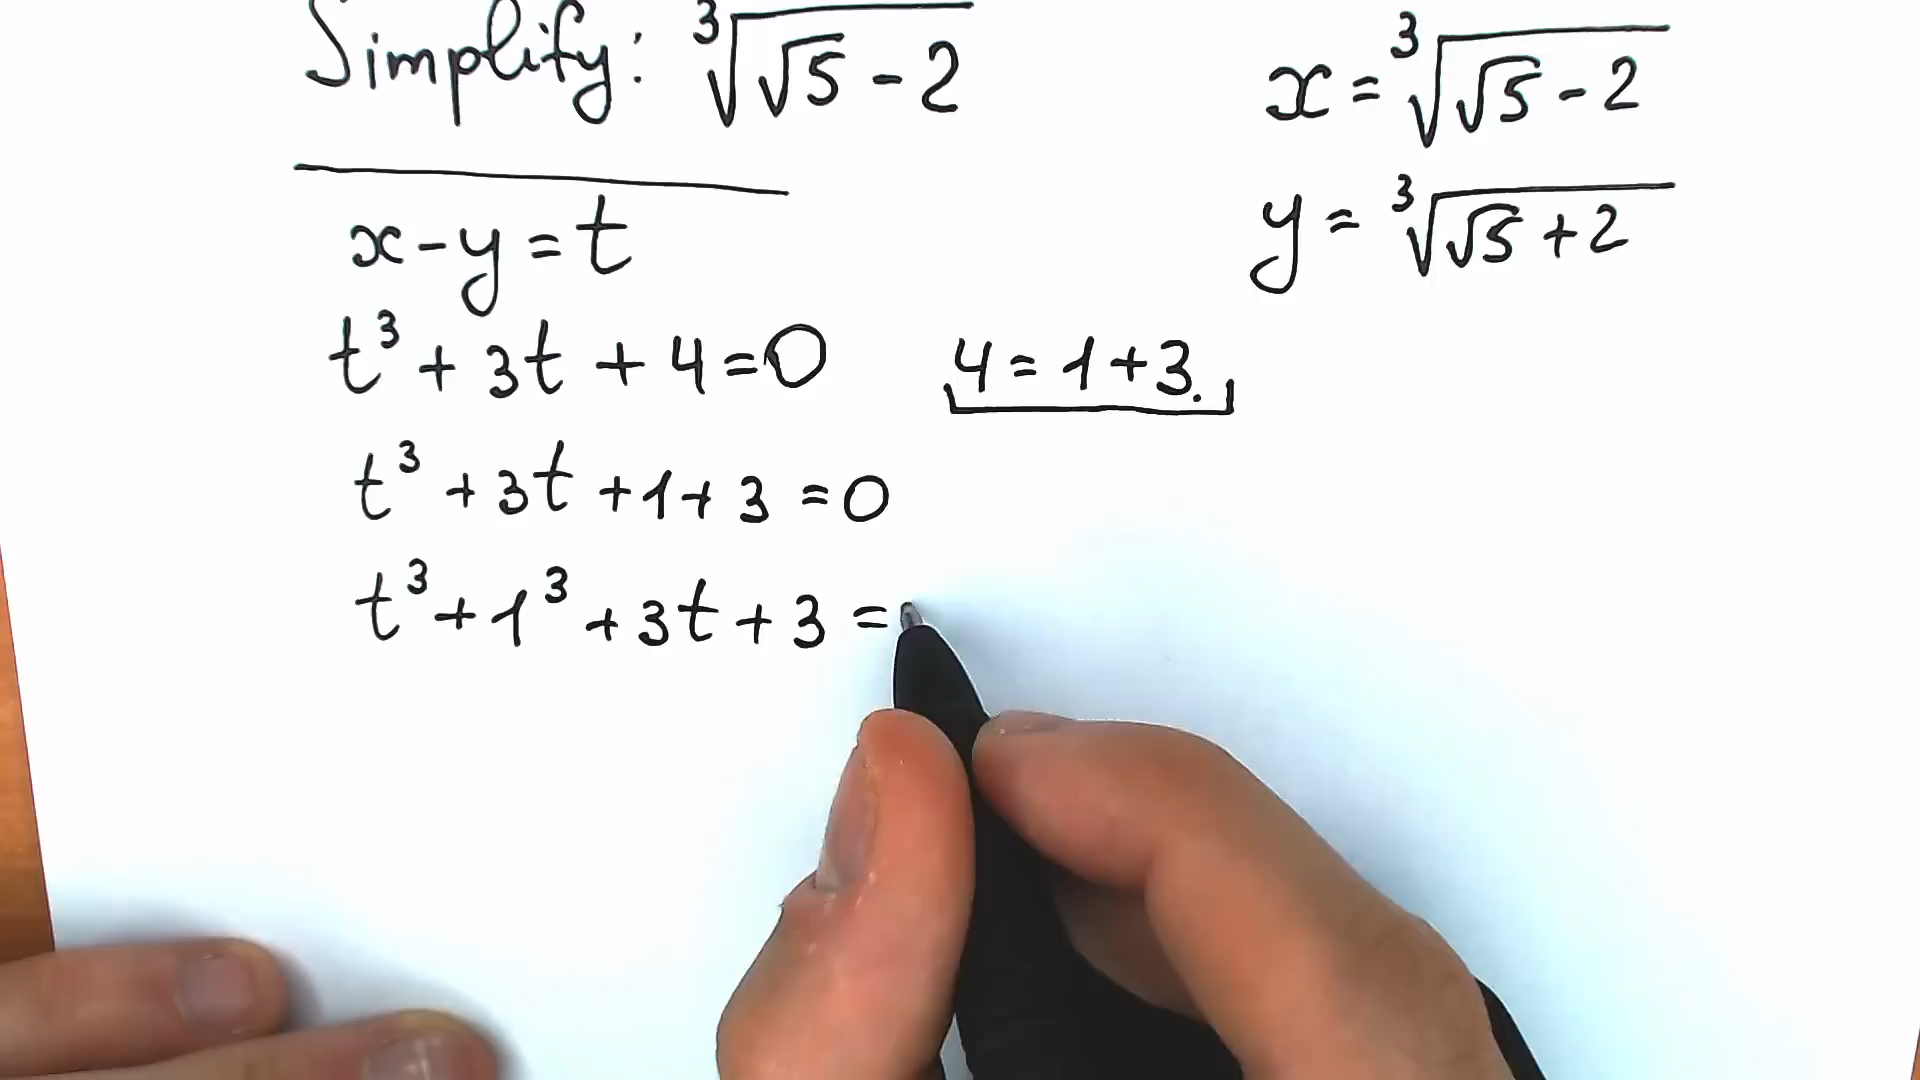 Simplify: ∛(√5 - 2)
x = ∛(√5 - 2)
y = ∛(√5 + 2)
x - y = t
t³ + 3t + 4 = 0
4 = 1 + 3.
t³ + 3t + 1 + 3 = 0
t³ + 1³ + 3t + 3 =